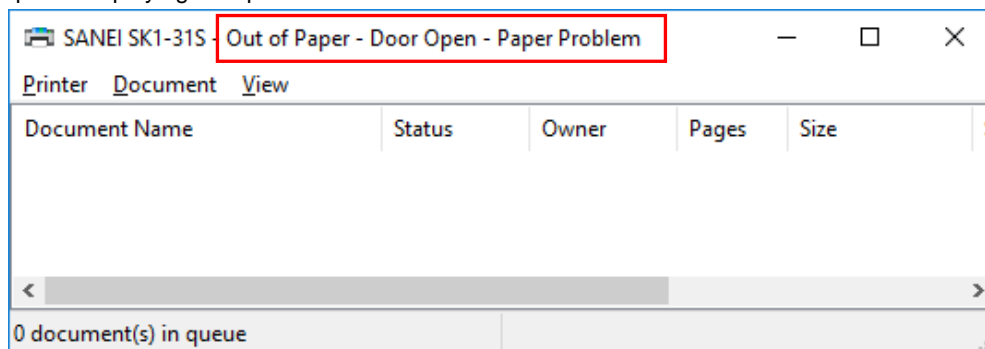 SANEI SK1-31S - Out of Paper - Door Open - Paper Problem
Printer Document View
Document Name Status Owner Pages Size
0 document(s) in queue